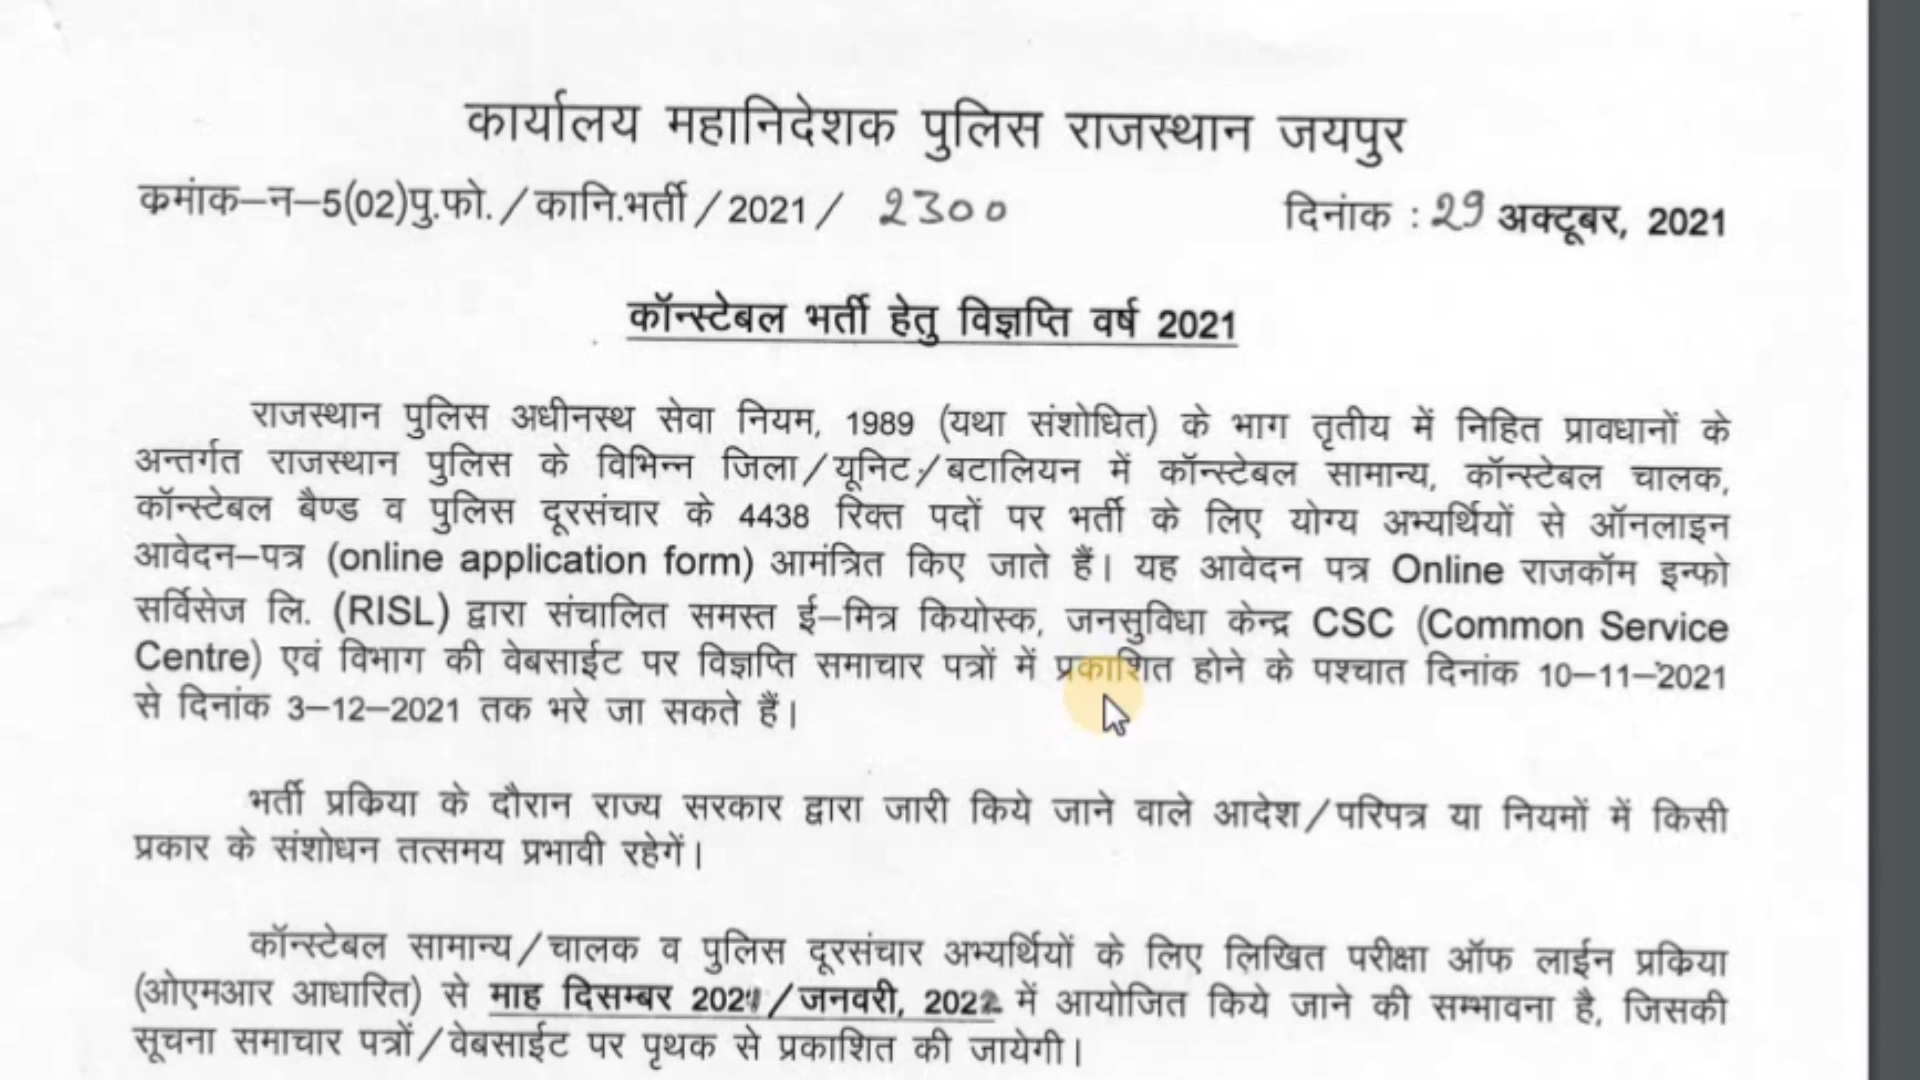 कार्यालय महानिदेशक पुलिस राजस्थान जयपुर
कमांक–न–5(02)पु.फो./कानि.भर्ती/2021/ 2300 दिनांक : 29 अक्टूबर, 2021
कॉन्स्टेबल भर्ती हेतु विज्ञप्ति वर्ष 2021
राजस्थान पुलिस अधीनस्थ सेवा नियम, 1989 (यथा संशोधित) के भाग तृतीय में निहित प्रावधानों के
अन्तर्गत राजस्थान पुलिस के विभिन्न जिला/यूनिट/बटालियन में कॉन्स्टेबल सामान्य, कॉन्स्टेबल चालक,
कॉन्स्टेबल बैण्ड व पुलिस दूरसंचार के 4438 रिक्त पदों पर भर्ती के लिए योग्य अभ्यर्थियों से ऑनलाइन
आवेदन–पत्र (online application form) आमंत्रित किए जाते हैं। यह आवेदन पत्र Online राजकॉम इन्फो
सर्विसेज लि. (RISL) द्वारा संचालित समस्त ई–मित्र कियोस्क, जनसुविधा केन्द्र CSC (Common Service
Centre) एवं विभाग की वेबसाईट पर विज्ञप्ति समाचार पत्रों में प्रकाशित होने के पश्चात दिनांक 10–11–2021
से दिनांक 3–12–2021 तक भरे जा सकते हैं।
भर्ती प्रकिया के दौरान राज्य सरकार द्वारा जारी किये जाने वाले आदेश/परिपत्र या नियमों में किसी
प्रकार के संशोधन तत्समय प्रभावी रहेगें।
कॉन्स्टेबल सामान्य/चालक व पुलिस दूरसंचार अभ्यर्थियों के लिए लिखित परीक्षा ऑफ लाईन प्रकिया
(ओएमआर आधारित) से माह दिसम्बर 2021/जनवरी, 2022 में आयोजित किये जाने की सम्भावना है, जिसकी
सूचना समाचार पत्रों/वेबसाईट पर पृथक से प्रकाशित की जायेगी।